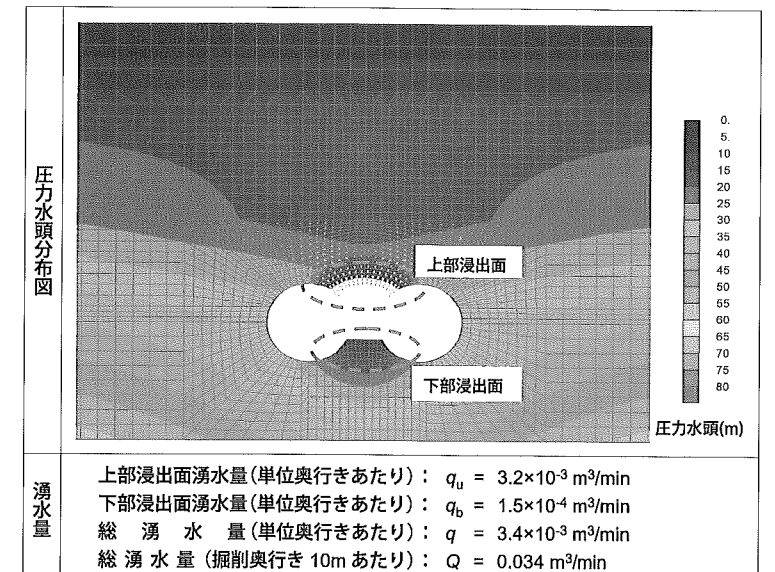 圧力水頭分布図
上部浸出面
下部浸出面
0.
5.
10
15
20
25
30
35
40
45
50
55
60
65
70
75
80
圧力水頭(m)
湧水量
上部浸出面湧水量(単位奥行きあたり)： qu = 3.2×10-3 m3/min
下部浸出面湧水量(単位奥行きあたり)： qb = 1.5×10-4 m3/min
総湧水量(単位奥行きあたり)： q = 3.4×10-3 m3/min
総湧水量(掘削奥行き10mあたり)： Q = 0.034 m3/min